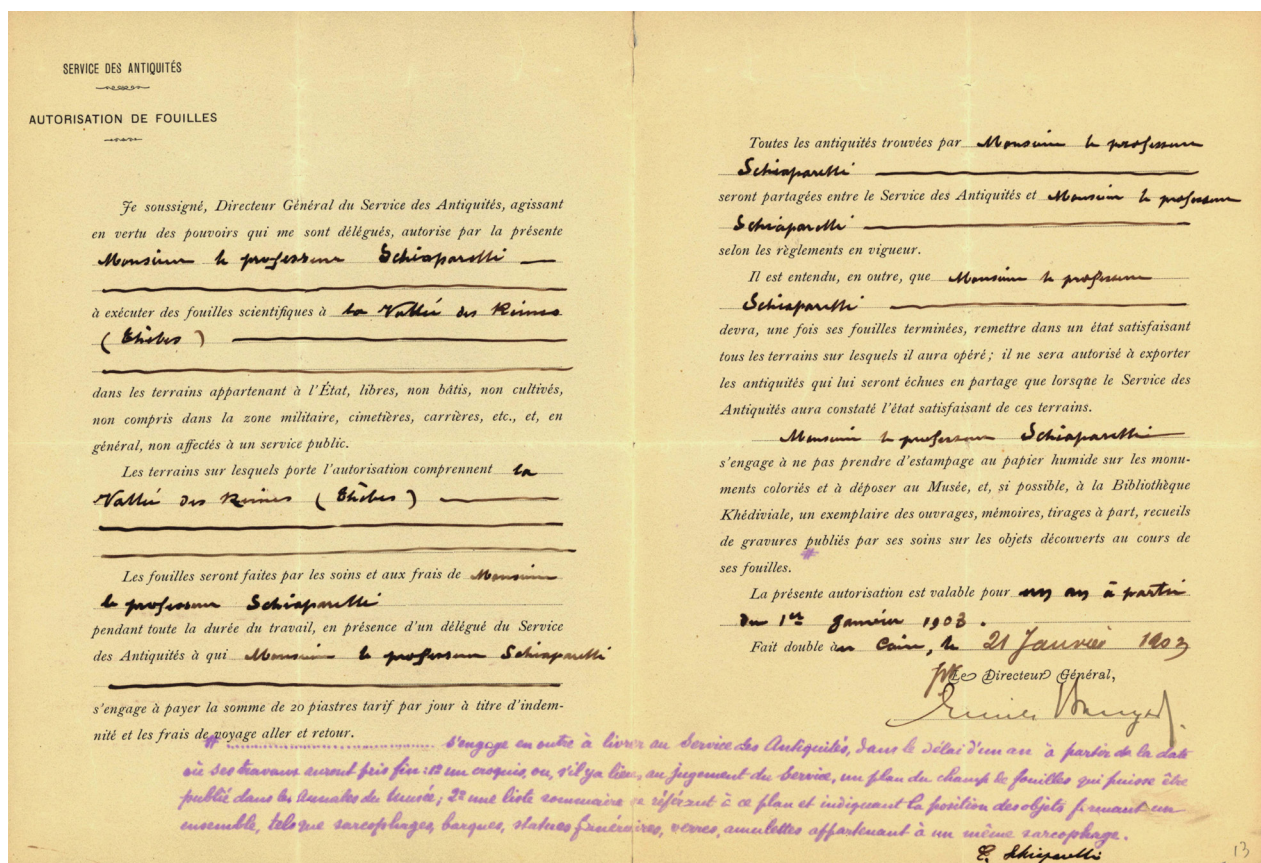 SERVICE DES ANTIQUITÉS
AUTORISATION DE FOUILLES
Je soussigné, Directeur Général du Service des Antiquités, agissant
en vertu des pouvoirs qui me sont délégués, autorise par la présente
Monsieur le professeur Schiaparelli
à exécuter des fouilles scientifiques à la Vallée des Reines
(Thèbes)
dans les terrains appartenant à l'État, libres, non bâtis, non cultivés,
non compris dans la zone militaire, cimetières, carrières, etc., et, en
général, non affectés à un service public.
Les terrains sur lesquels porte l'autorisation comprennent la
Vallée des Reines (Thèbes)
Les fouilles seront faites par les soins et aux frais de Monsieur
le professeur Schiaparelli
pendant toute la durée du travail, en présence d'un délégué du Service
des Antiquités à qui Monsieur le professeur Schiaparelli
s'engage à payer la somme de 20 piastres tarif par jour à titre d'indem-
nité et les frais de voyage aller et retour.
Toutes les antiquités trouvées par Monsieur le professeur
Schiaparelli
seront partagées entre le Service des Antiquités et Monsieur le professeur
Schiaparelli
selon les règlements en vigueur.
Il est entendu, en outre, que Monsieur le professeur
Schiaparelli
devra, une fois ses fouilles terminées, remettre dans un état satisfaisant
tous les terrains sur lesquels il aura opéré; il ne sera autorisé à exporter
les antiquités qui lui seront échues en partage que lorsque le Service des
Antiquités aura constaté l'état satisfaisant de ces terrains.
Monsieur le professeur Schiaparelli
s'engage à ne pas prendre d'estampage au papier humide sur les monu-
ments coloriés et à déposer au Musée, et, si possible, à la Bibliothèque
Khédiviale, un exemplaire des ouvrages, mémoires, tirages à part, recueils
de gravures publiés par ses soins sur les objets découverts au cours de
#
ses fouilles.
La présente autorisation est valable pour un an à partir
du 1er Janvier 1903.
Fait double au Caire, le 21 Janvier 1903
Le Directeur Général,
# ........ s'engage en outre à livrer au Service des Antiquités, dans le délai d'un an à partir de la date
où ses travaux auront pris fin: 1° un croquis, ou, s'il y a lieu, au jugement du Service, un plan du champ de fouilles qui puisse être
publié dans les Annales du Musée; 2° une liste sommaire se référant à ce plan et indiquant la position des objets formant un
ensemble, tels que sarcophages, barques, statues funéraires, verres, amulettes appartenant à un même sarcophage.
E. Schiaparelli
13